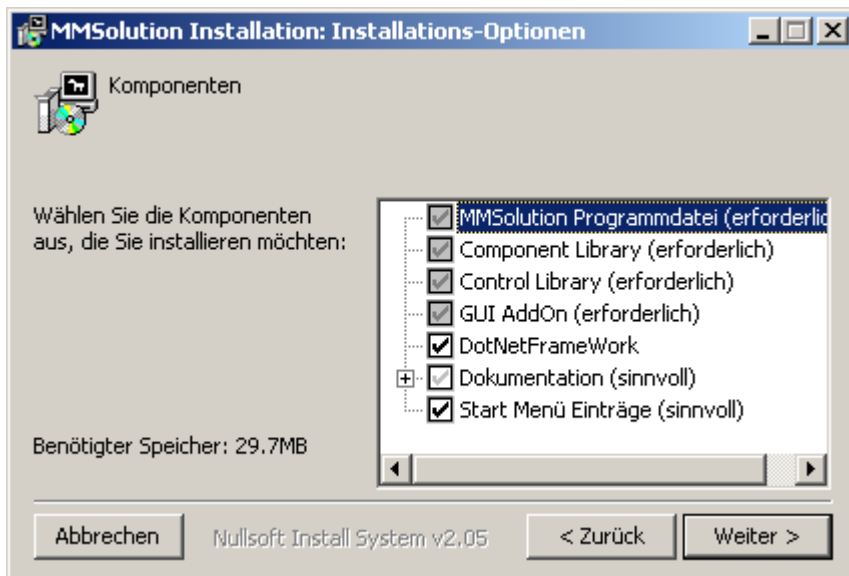 MMSolution Installation: Installations-Optionen
Komponenten
Wählen Sie die Komponenten
aus, die Sie installieren möchten:
MMSolution Programmdatei (erforderlic
Component Library (erforderlich)
Control Library (erforderlich)
GUI AddOn (erforderlich)
DotNetFrameWork
Dokumentation (sinnvoll)
Start Menü Einträge (sinnvoll)
Benötigter Speicher: 29.7MB
Abbrechen
Nullsoft Install System v2.05
< Zurück
Weiter >